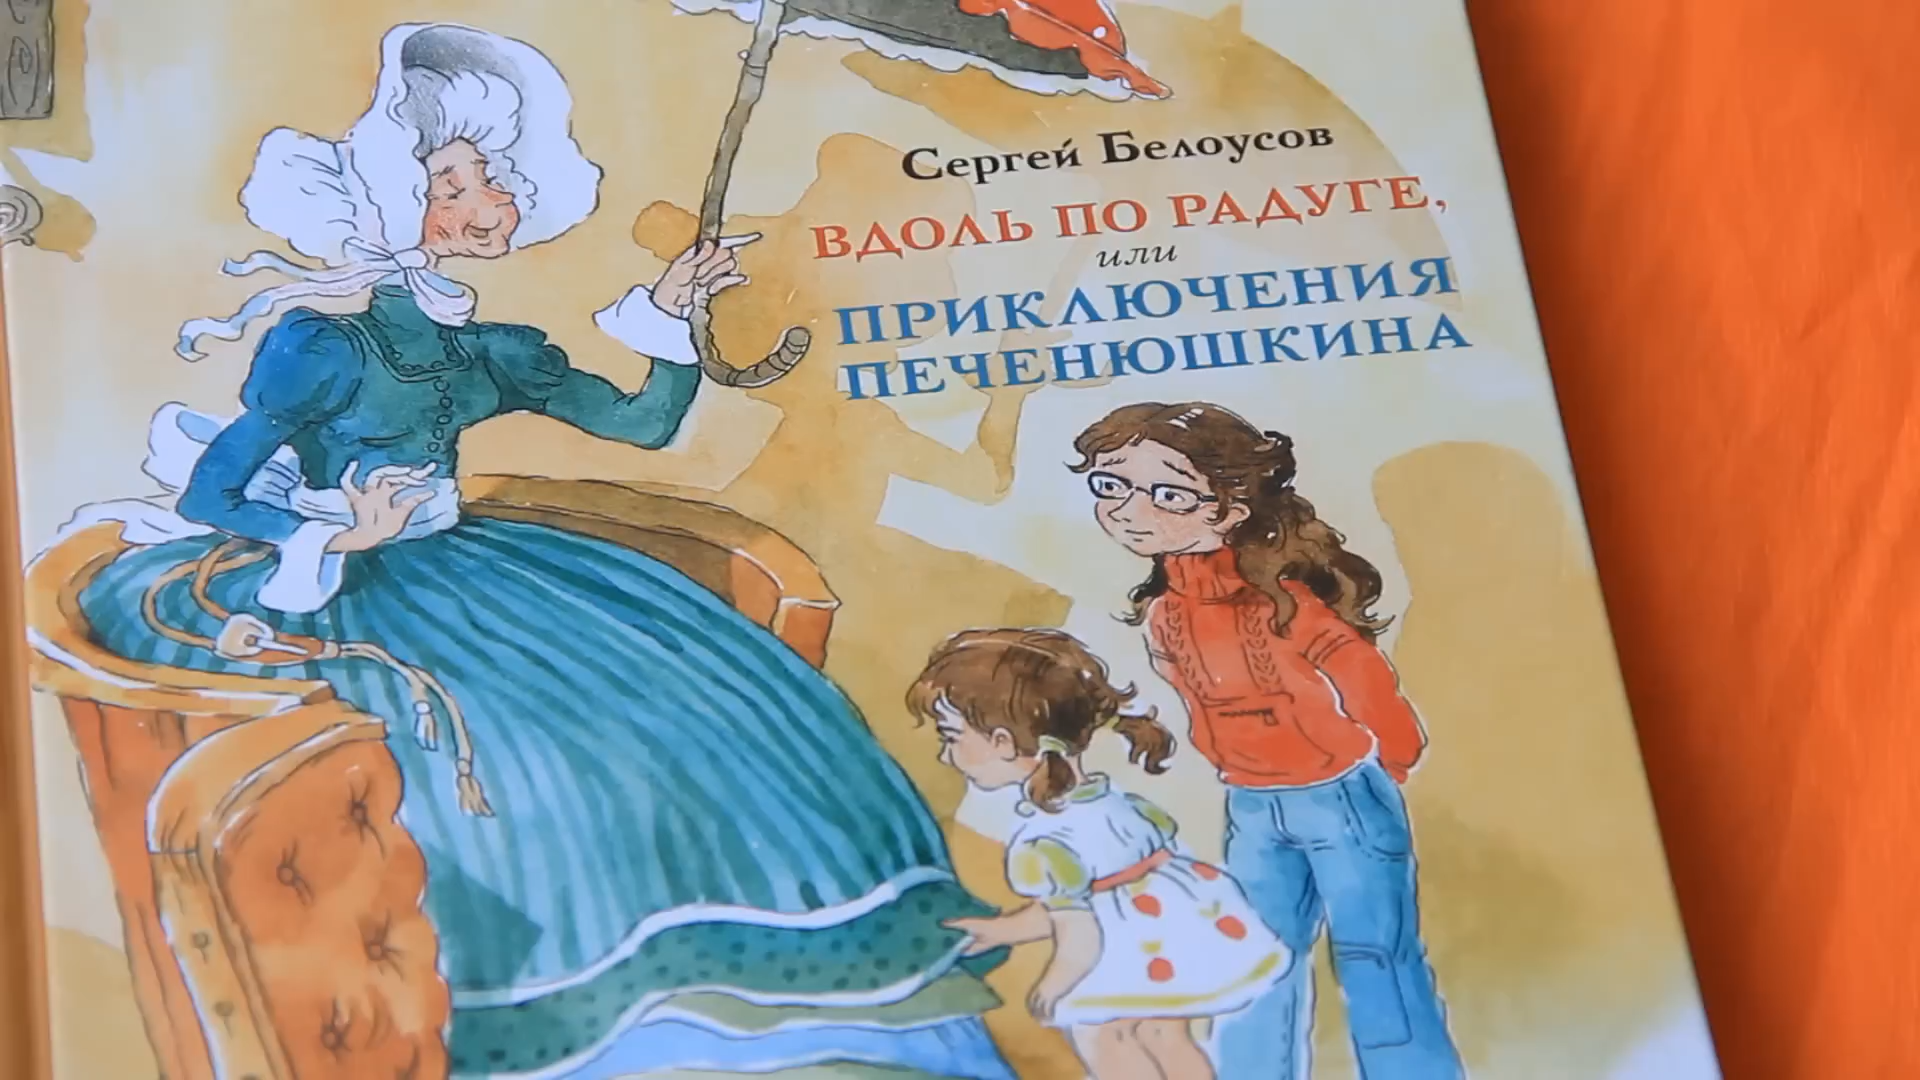 Сергей Белоусов
ВДОЛЬ ПО РАДУГЕ,
или
ПРИКЛЮЧЕНИЯ
ПЕЧЕНЮШКИНА